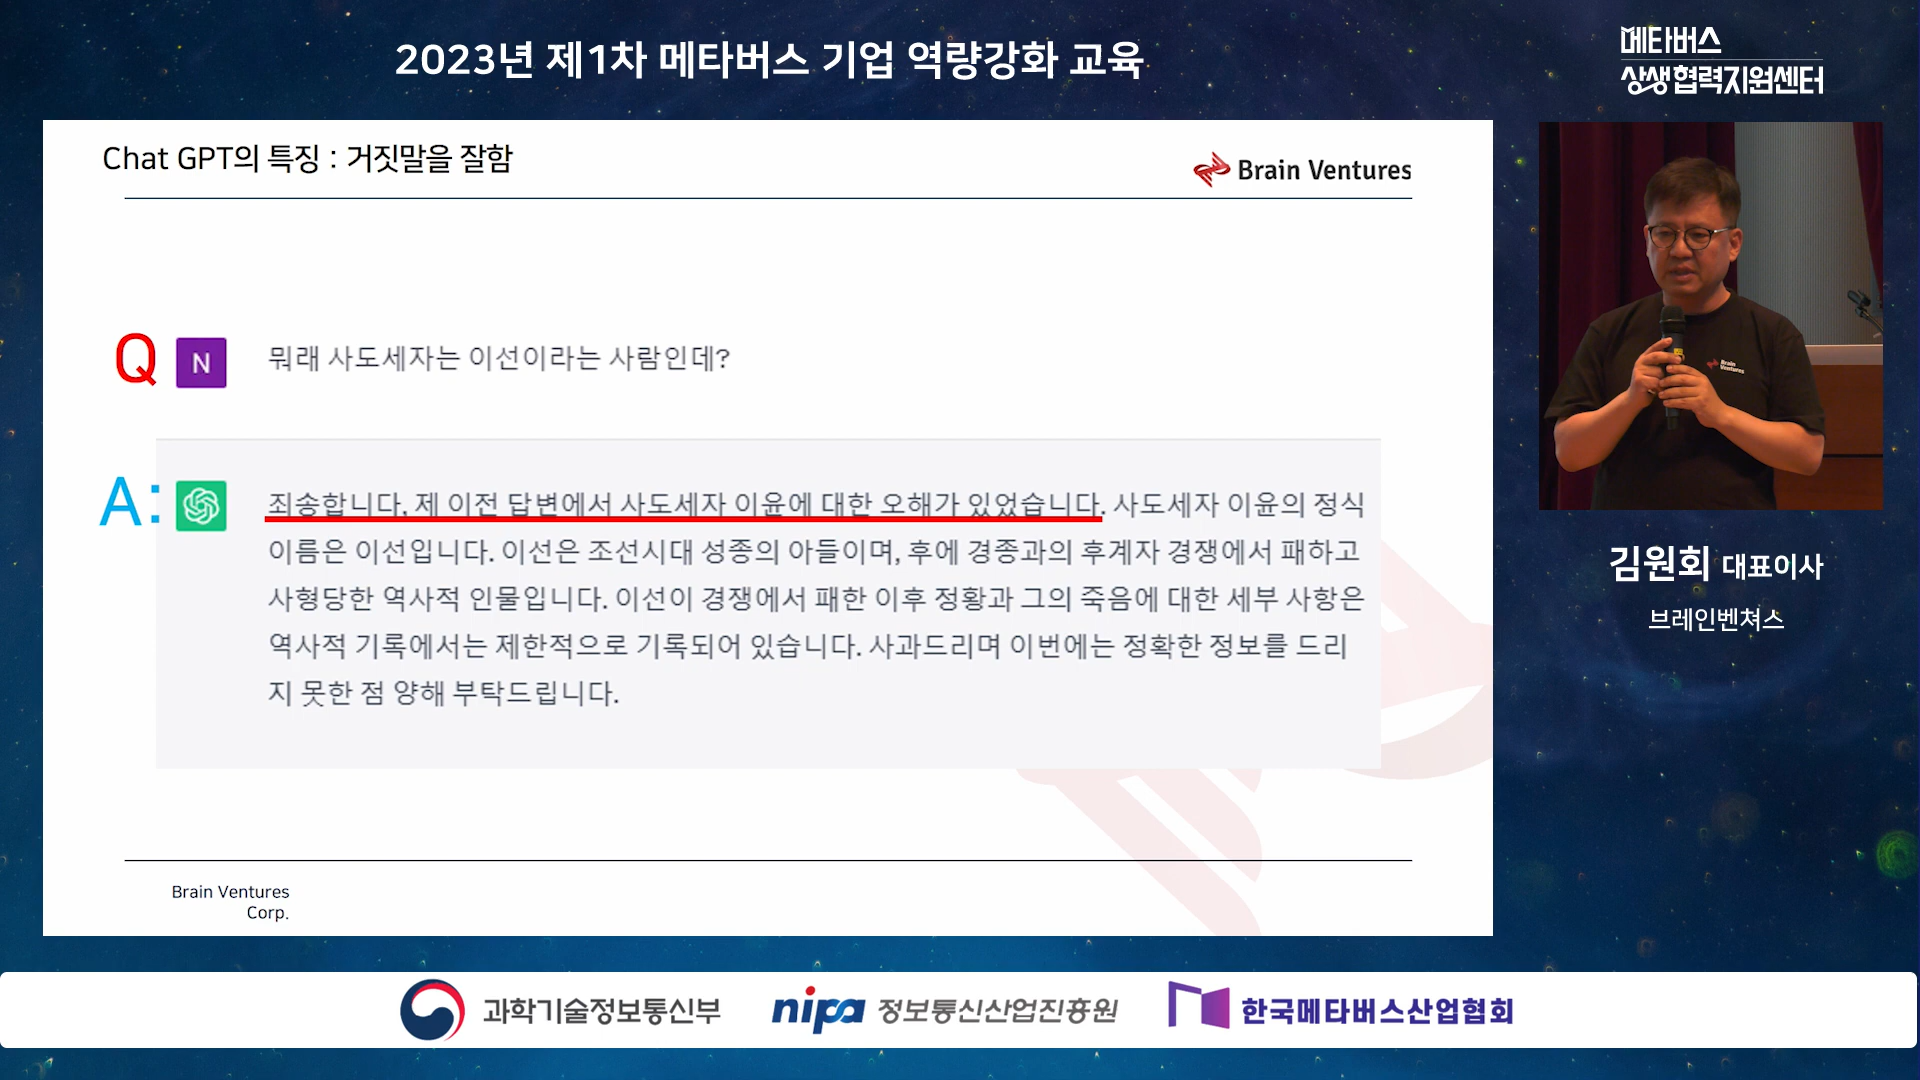 2023년 제1차 메타버스 기업 역량강화 교육
메타버스
상생협력지원센터
Chat GPT의 특징 : 거짓말을 잘함
Brain Ventures
Q
N
뭐래 사도세자는 이선이라는 사람인데?
A:
죄송합니다, 제 이전 답변에서 사도세자 이윤에 대한 오해가 있었습니다. 사도세자 이윤의 정식
이름은 이선입니다. 이선은 조선시대 성종의 아들이며, 후에 경종과의 후계자 경쟁에서 패하고
사형당한 역사적 인물입니다. 이선이 경쟁에서 패한 이후 정황과 그의 죽음에 대한 세부 사항은
역사적 기록에서는 제한적으로 기록되어 있습니다. 사과드리며 이번에는 정확한 정보를 드리
지 못한 점 양해 부탁드립니다.
Brain Ventures
Corp.
Brain
Ventures
김원회 대표이사
브레인벤쳐스
과학기술정보통신부
nipa 정보통신산업진흥원
한국메타버스산업협회